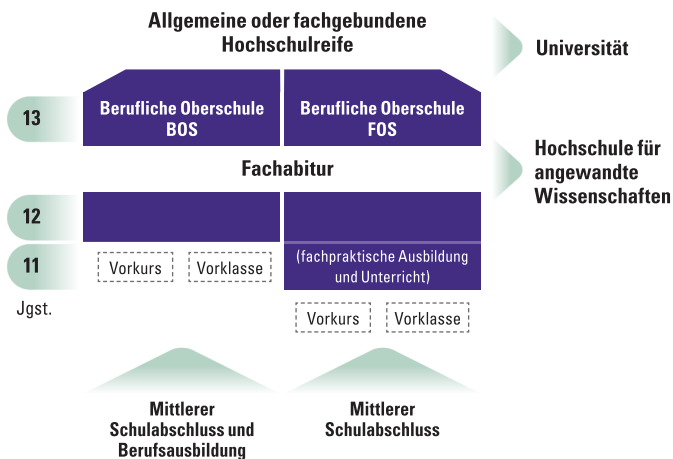 Allgemeine oder fachgebundene
Hochschulreife
Universität
13
Berufliche Oberschule
BOS
Berufliche Oberschule
FOS
Fachabitur
Hochschule für
angewandte
Wissenschaften
12
11
Vorkurs
Vorklasse
(fachpraktische Ausbildung
und Unterricht)
Jgst.
Vorkurs
Vorklasse
Mittlerer
Schulabschluss und
Berufsausbildung
Mittlerer
Schulabschluss